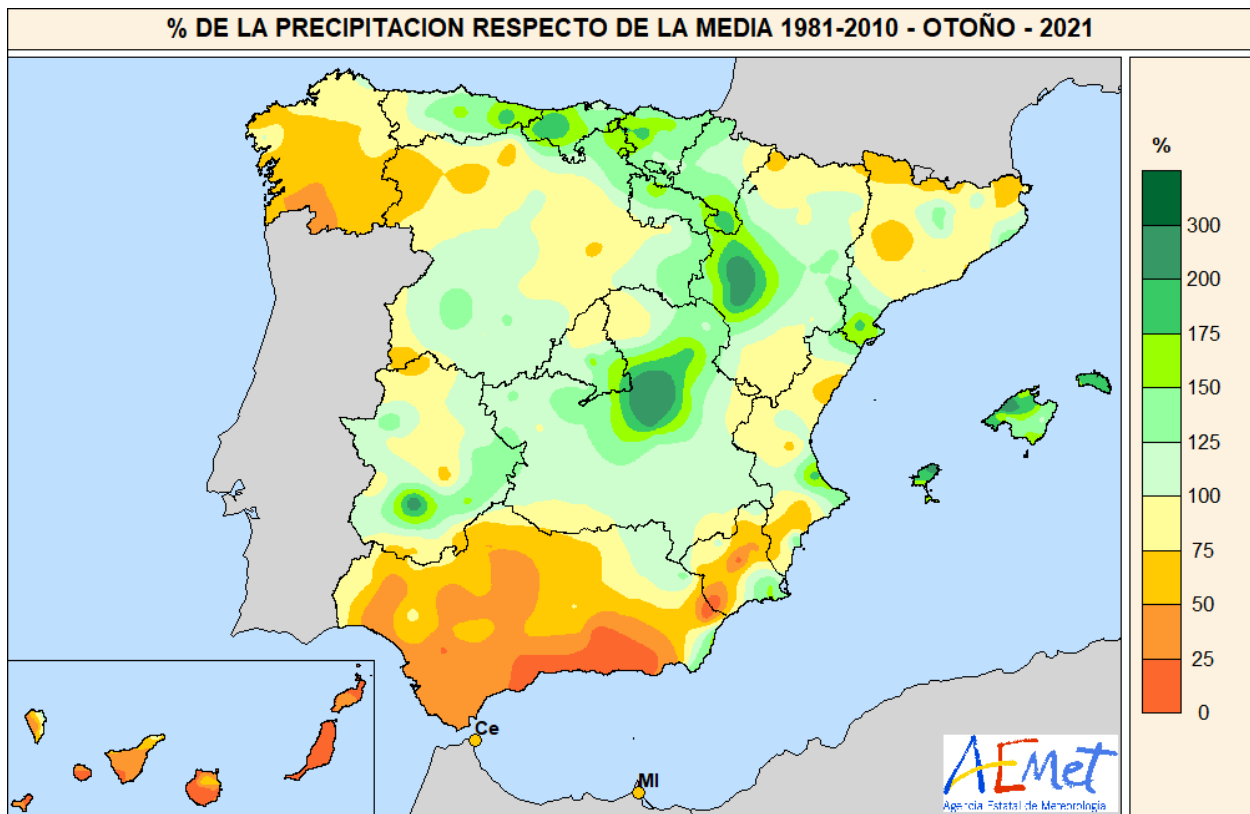 % DE LA PRECIPITACION RESPECTO DE LA MEDIA 1981-2010 - OTOÑO - 2021
%
300
200
175
150
125
100
75
50
25
0
Ce
Ml
AEMet
Agencia Estatal de Meteorología